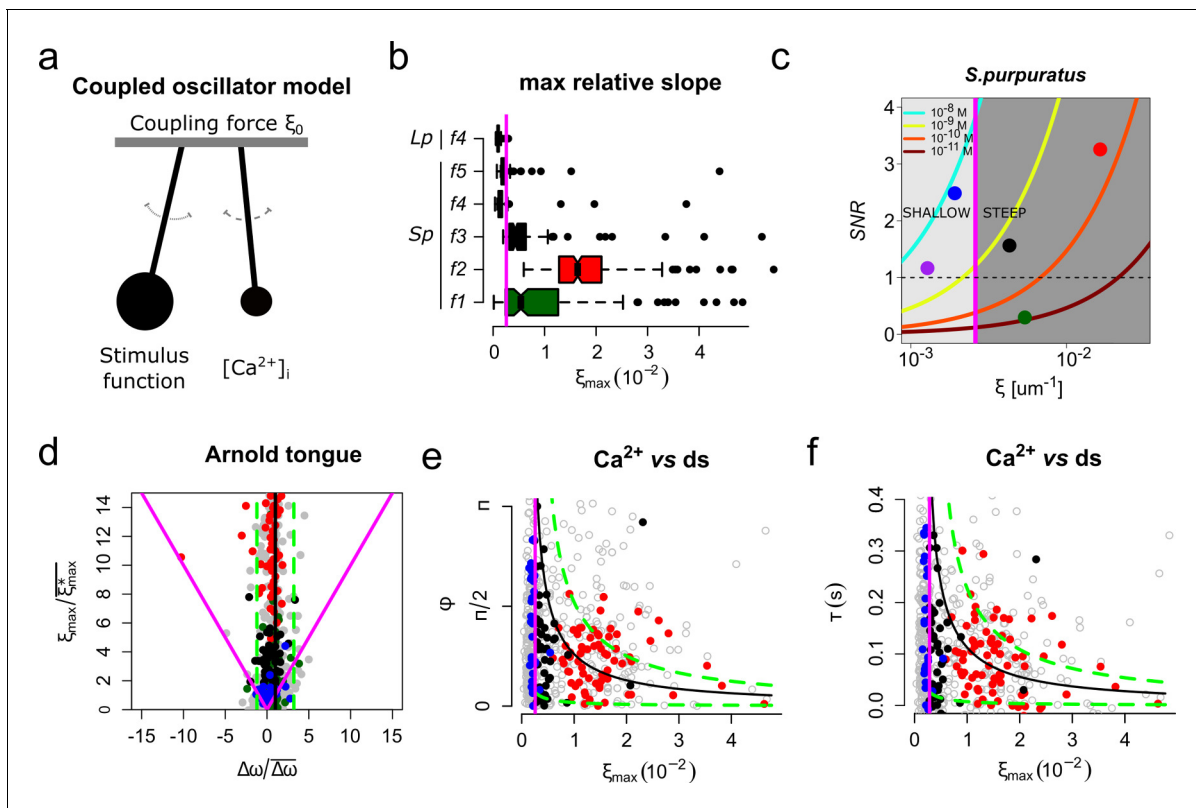 a
Coupled oscillator model
Coupling force ξ0
Stimulus function
[Ca2+]i
b
max relative slope
Lp
f4
Sp
f5
f4
f3
f2
f1
0 1 2 3 4
ξmax (10−2)
c
S.purpuratus
SNR
4
3
2
1
0
10-8 M
10-9 M
10-10 M
10-11 M
SHALLOW
STEEP
10-3
10-2
ξ [um-1]
d
Arnold tongue
ξmax/ξ*max
14
12
10
8
6
4
2
0
-15 -10 -5 0 5 10 15
Δω/Δω
e
Ca2+ vs ds
φ
π
π/2
0
0 1 2 3 4
ξmax (10−2)
f
Ca2+ vs ds
τ (s)
0.4
0.3
0.2
0.1
0.0
0 1 2 3 4
ξmax (10−2)